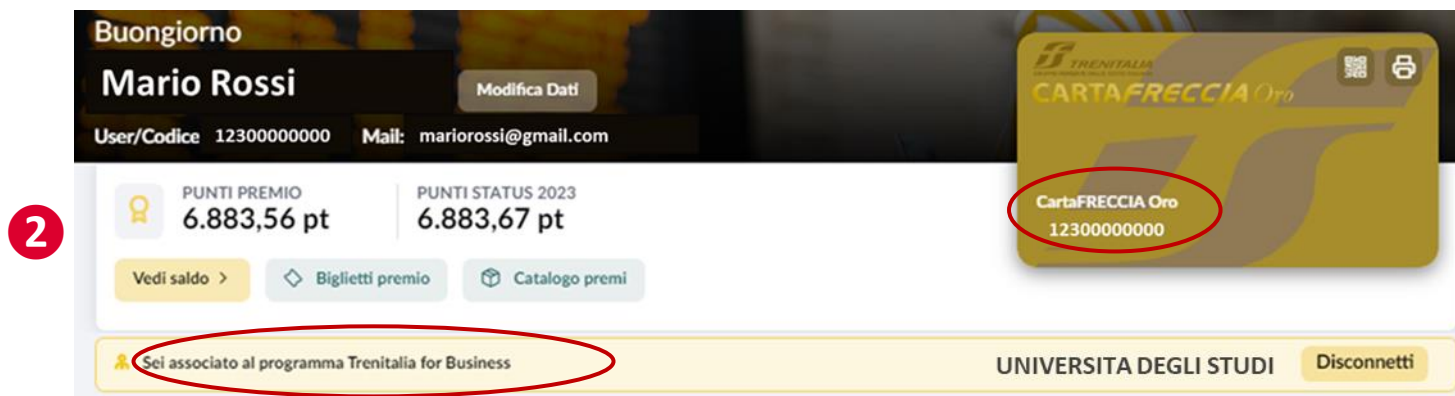 Buongiorno
Mario Rossi
Modifica Dati
User/Codice 12300000000 Mail: mariorossi@gmail.com
TRENITALIA
CARTAFRECCIA Oro
CartaFRECCIA Oro
12300000000
2
PUNTI PREMIO
6.883,56 pt
PUNTI STATUS 2023
6.883,67 pt
Vedi saldo >
Biglietti premio
Catalogo premi
Sei associato al programma Trenitalia for Business
UNIVERSITA DEGLI STUDI
Disconnetti